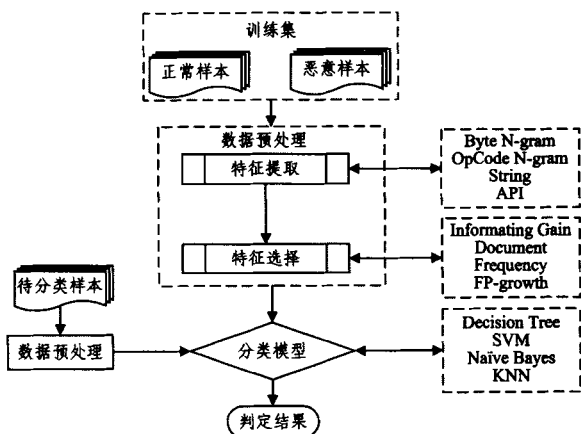 训练集
正常样本
恶意样本
数据预处理
特征提取
Byte N-gram
OpCode N-gram
String
API
特征选择
Informating Gain
Document
Frequency
FP-growth
待分类样本
数据预处理
分类模型
Decision Tree
SVM
Naïve Bayes
KNN
判定结果